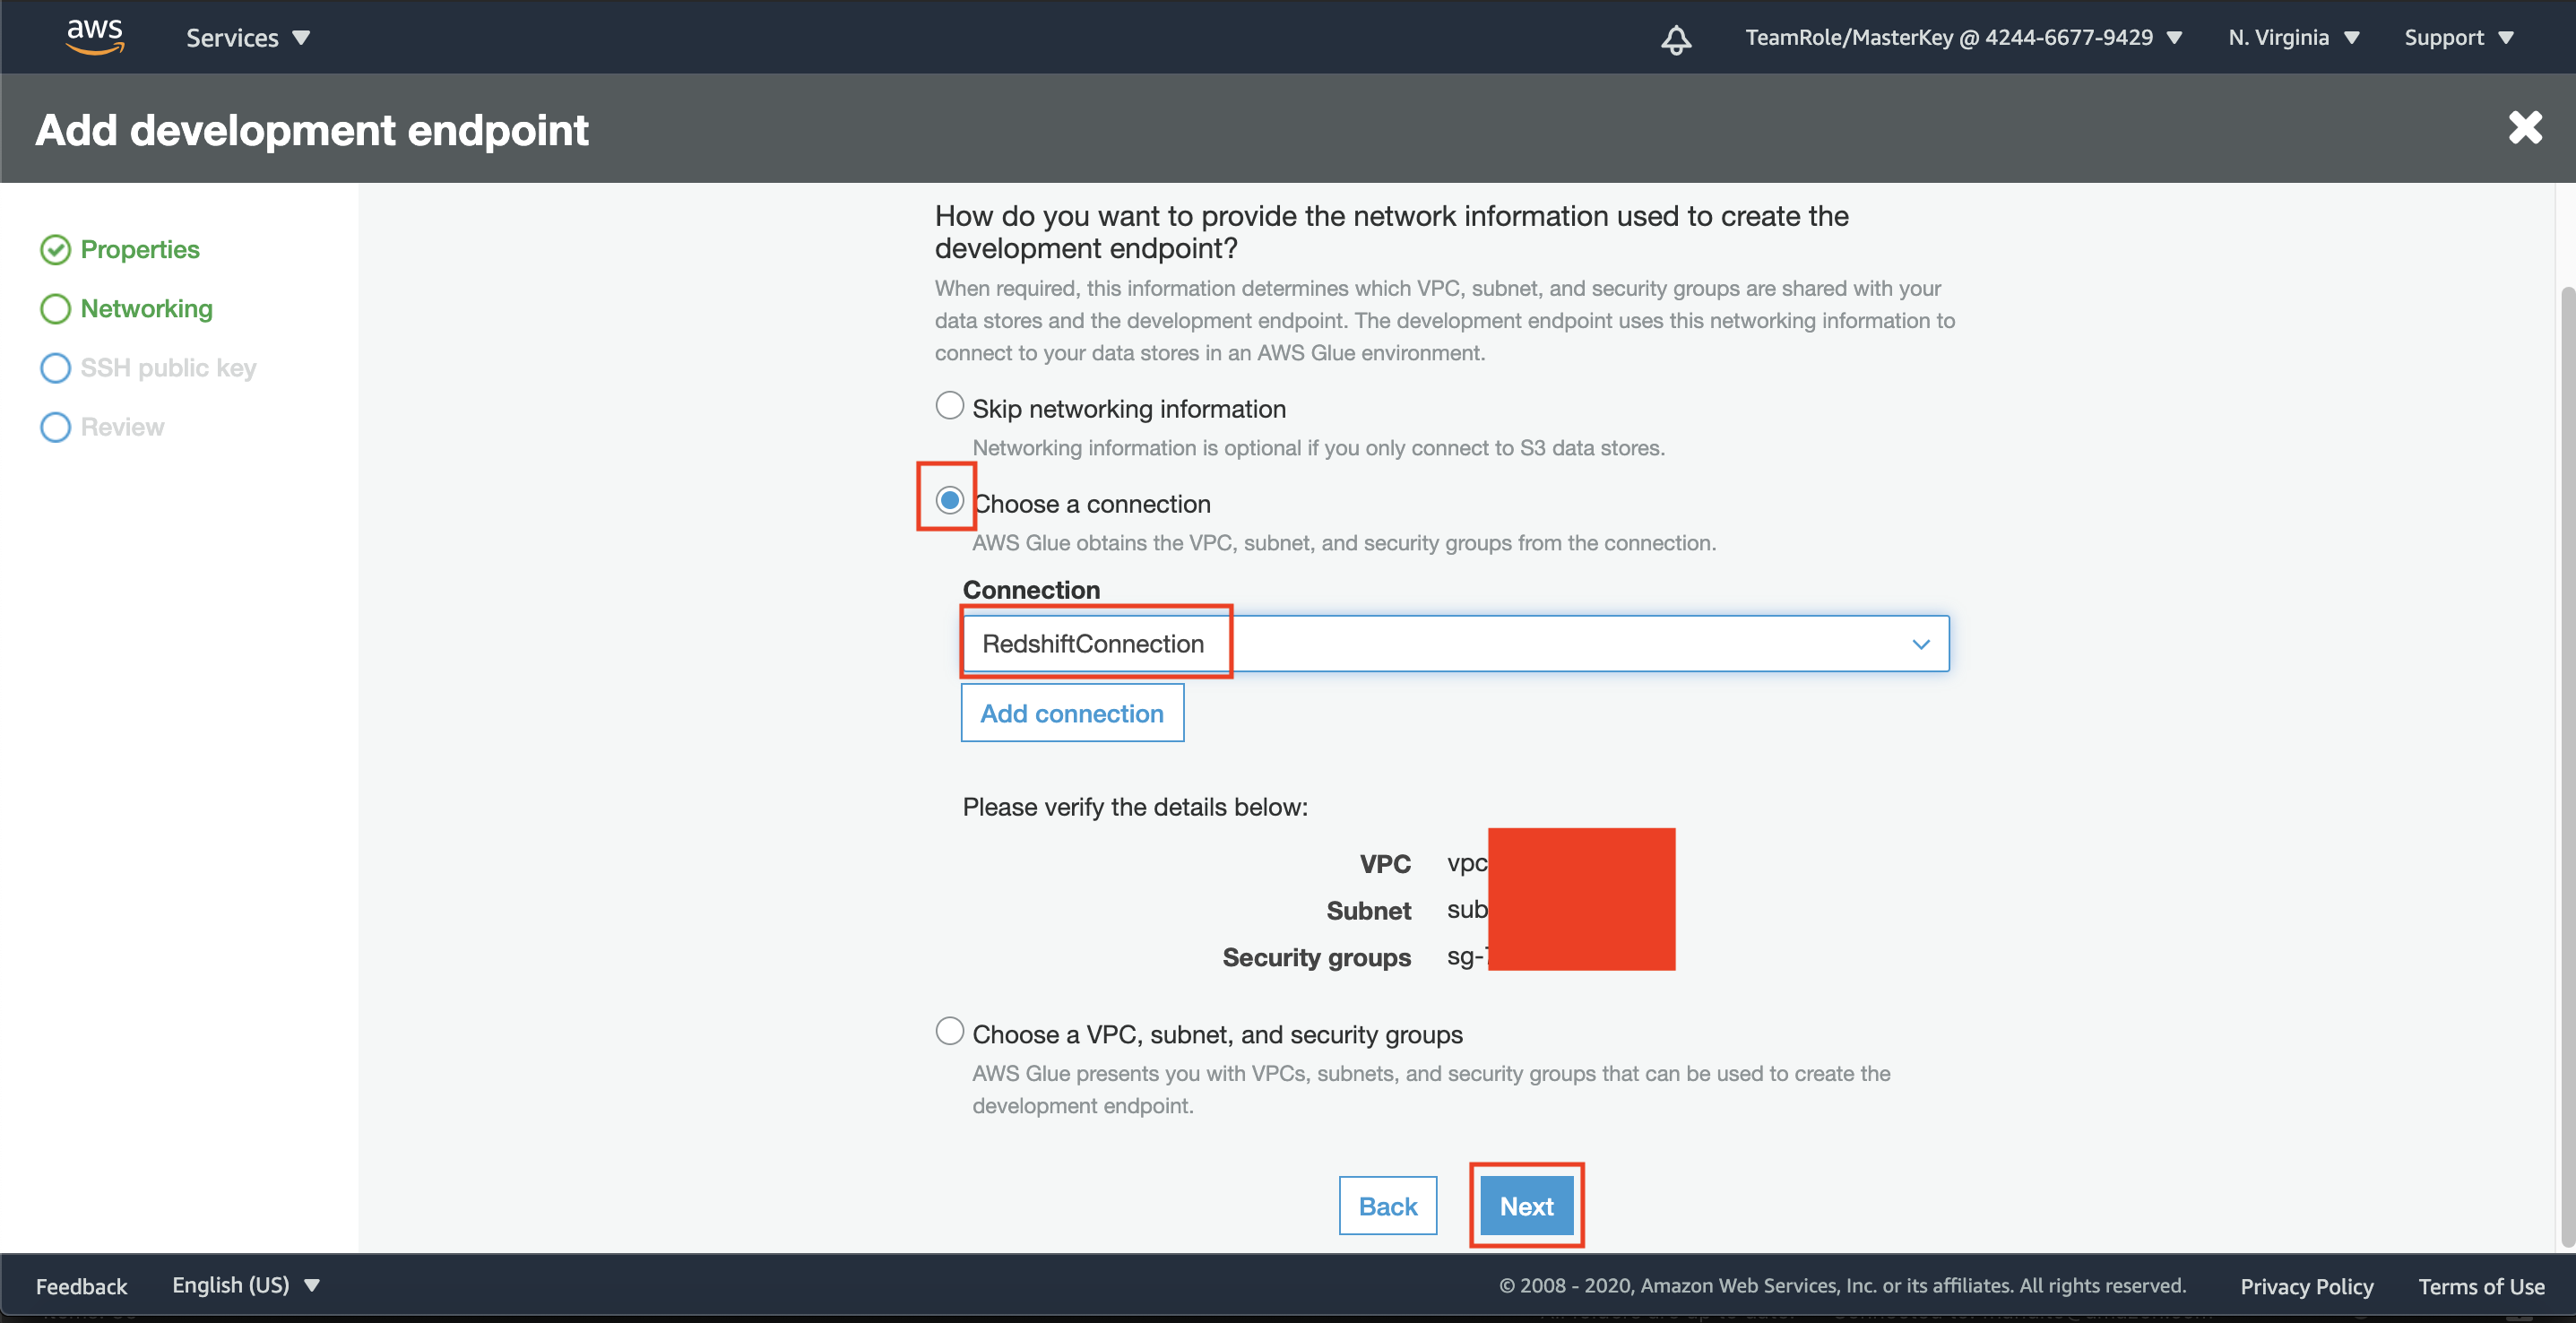 aws Services TeamRole/MasterKey @ 4244-6677-9429 N. Virginia Support
Add development endpoint
Properties
Networking
SSH public key
Review
How do you want to provide the network information used to create the
development endpoint?
When required, this information determines which VPC, subnet, and security groups are shared with your
data stores and the development endpoint. The development endpoint uses this networking information to
connect to your data stores in an AWS Glue environment.
Skip networking information
Networking information is optional if you only connect to S3 data stores.
Choose a connection
AWS Glue obtains the VPC, subnet, and security groups from the connection.
Connection
RedshiftConnection
Add connection
Please verify the details below:
VPC vpc
Subnet sub
Security groups sg-
Choose a VPC, subnet, and security groups
AWS Glue presents you with VPCs, subnets, and security groups that can be used to create the
development endpoint.
Back Next
Feedback English (US) © 2008 - 2020, Amazon Web Services, Inc. or its affiliates. All rights reserved. Privacy Policy Terms of Use